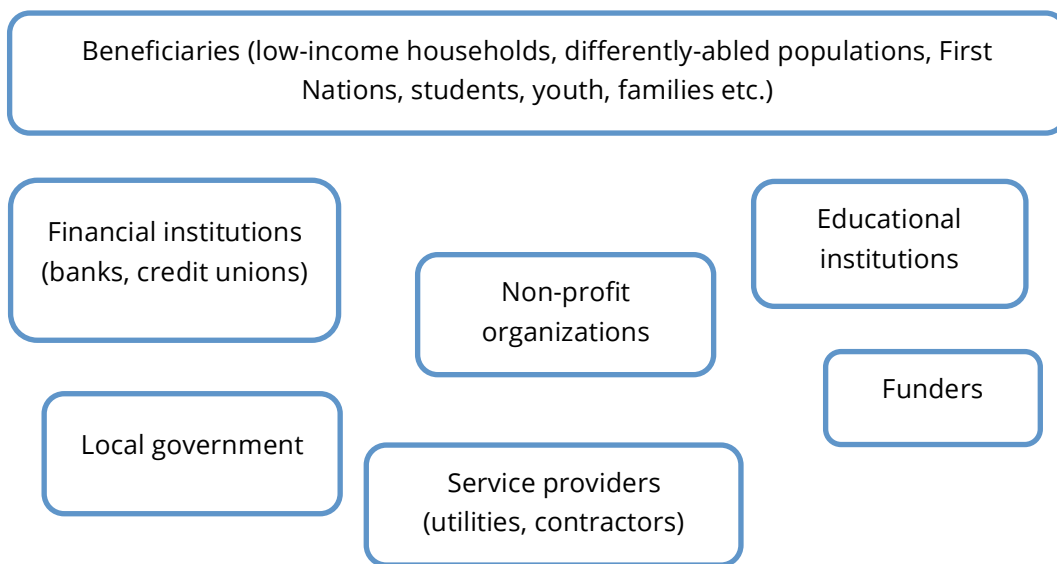 Beneficiaries (low-income households, differently-abled populations, First
Nations, students, youth, families etc.)
Financial institutions
(banks, credit unions)
Educational
institutions
Non-profit
organizations
Funders
Local government
Service providers
(utilities, contractors)